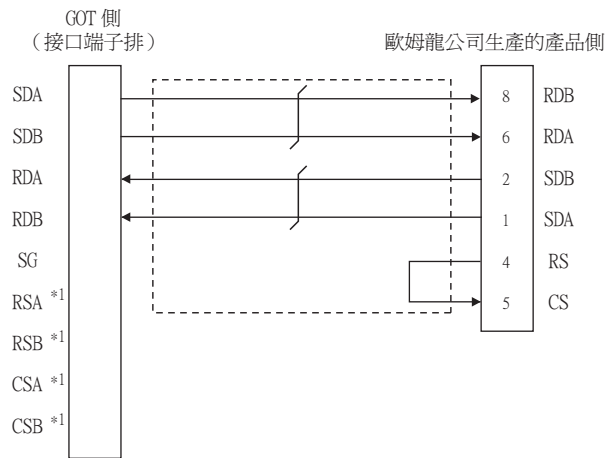 GOT 側
（接口端子排）
歐姆龍公司生產的產品側
SDA 8 RDB
SDB 6 RDA
RDA 2 SDB
RDB 1 SDA
SG 4 RS
RSA *1 5 CS
RSB *1
CSA *1
CSB *1